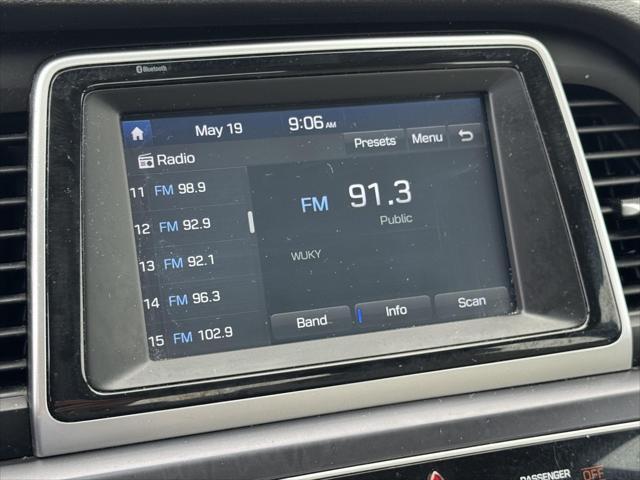 Bluetooth
May 19 9:06 AM
Radio Presets Menu
11 FM 98.9
12 FM 92.9
13 FM 92.1
14 FM 96.3
15 FM 102.9
FM 91.3
Public
WUKY
Band Info Scan
PASSENGER OFF